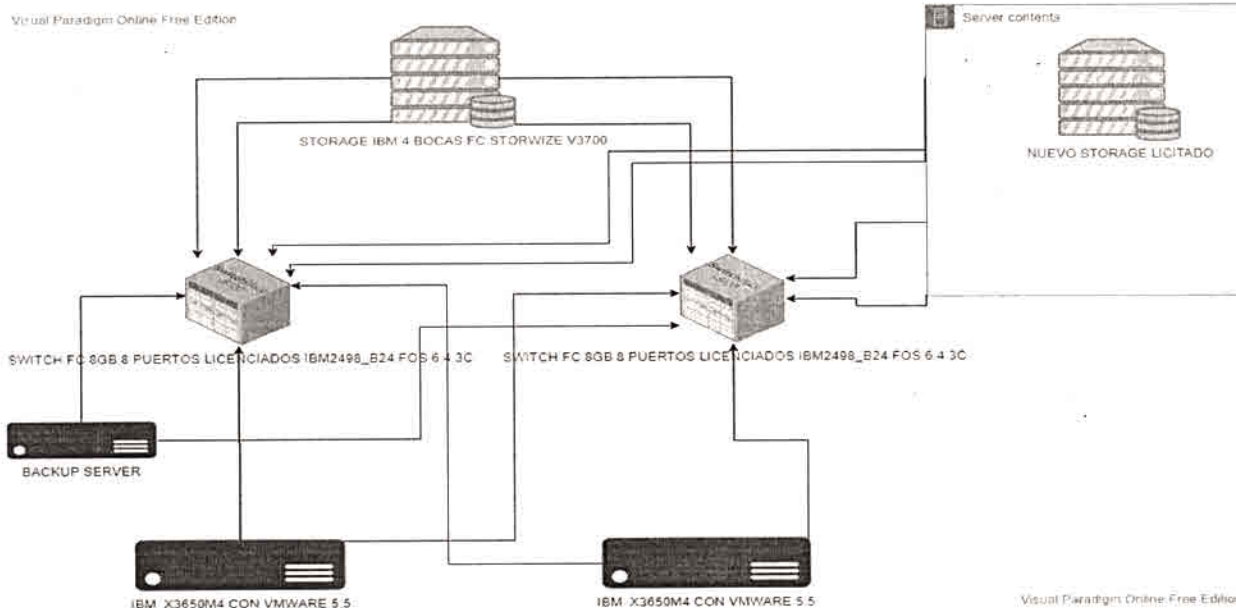 Visual Paradigm Online Free Edition
Server contenta
STORAGE IBM 4 BOCAS FC STORWIZE V3700
NUEVO STORAGE LICITADO
SWITCH FC 8GB 8 PUERTOS LICENCIADOS IBM2498_B24 FOS 6.4.3C
SWITCH FC 8GB 8 PUERTOS LICENCIADOS IBM2498_B24 FOS 6.4.3C
BACKUP SERVER
IBM X3650M4 CON VMWARE 5.5
IBM X3650M4 CON VMWARE 5.5
Visual Paradigm Online Free Edition